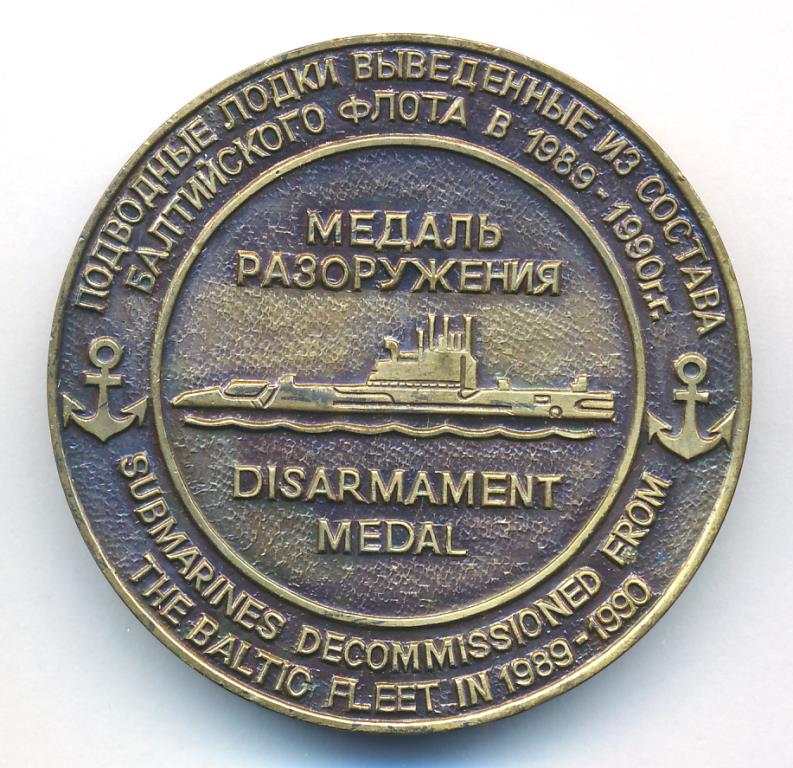 ПОДВОДНЫЕ ЛОДКИ ВЫВЕДЕННЫЕ ИЗ СОСТАВА
БАЛТИЙСКОГО ФЛОТА В 1989-1990г.г.
МЕДАЛЬ
РАЗОРУЖЕНИЯ
DISARMAMENT
MEDAL
SUBMARINES DECOMMISSIONED FROM
THE BALTIC FLEET IN 1989-1990